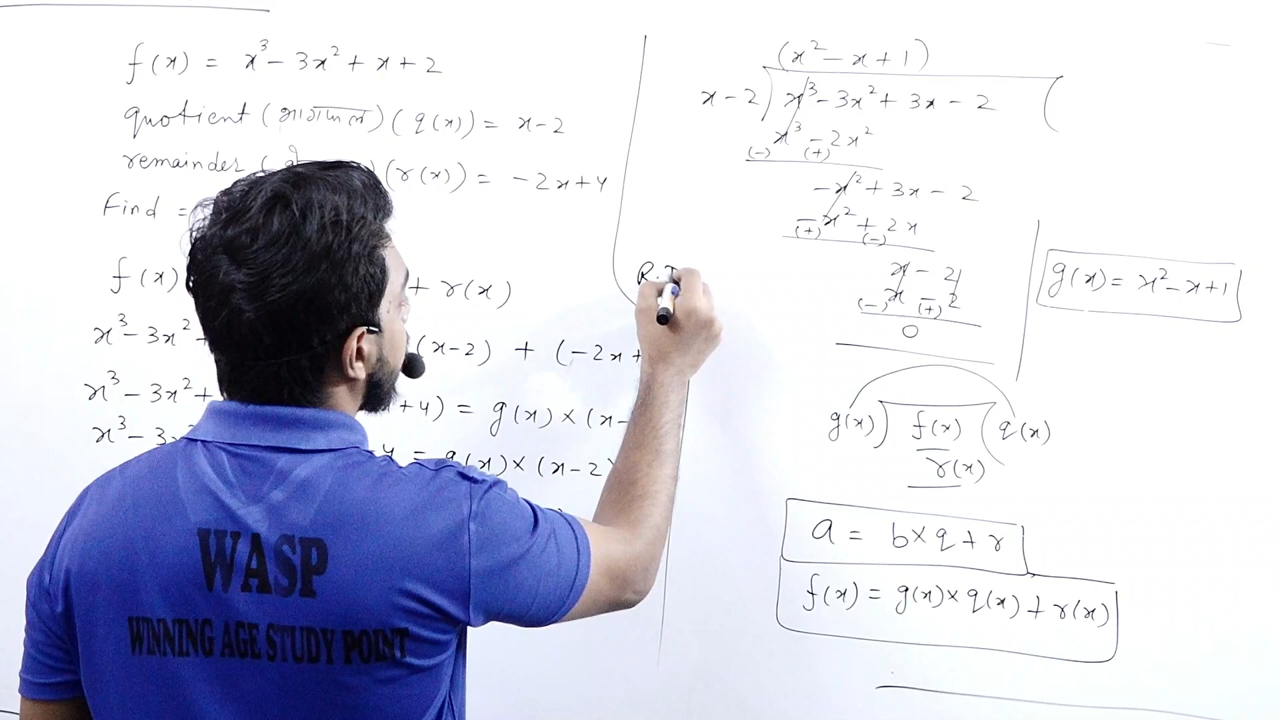 f(x) = x³ - 3x² + x + 2
quotient (भागफल) (q(x)) = x-2
remainder (r(x)) = -2x+4
Find =
f(x) + r(x)
x³ - 3x² (x-2) + (-2x +
x³ - 3x² + x+4) = g(x) × (x-
x³ - 3x 4 = g(x) × (x-2)
R.T
(x² - x + 1)
x-2) x³ - 3x² + 3x - 2 (
x³ - 2x²
(-) (+)
-x² + 3x - 2
-x² + 2x
(+) (-)
x - 2
x - 2
(-) (+)
0
g(x) = x² - x + 1
g(x)) f(x) (q(x)
r(x)
a = b×q + r
f(x) = g(x) × q(x) + r(x)
WASP
WINNING AGE STUDY POINT